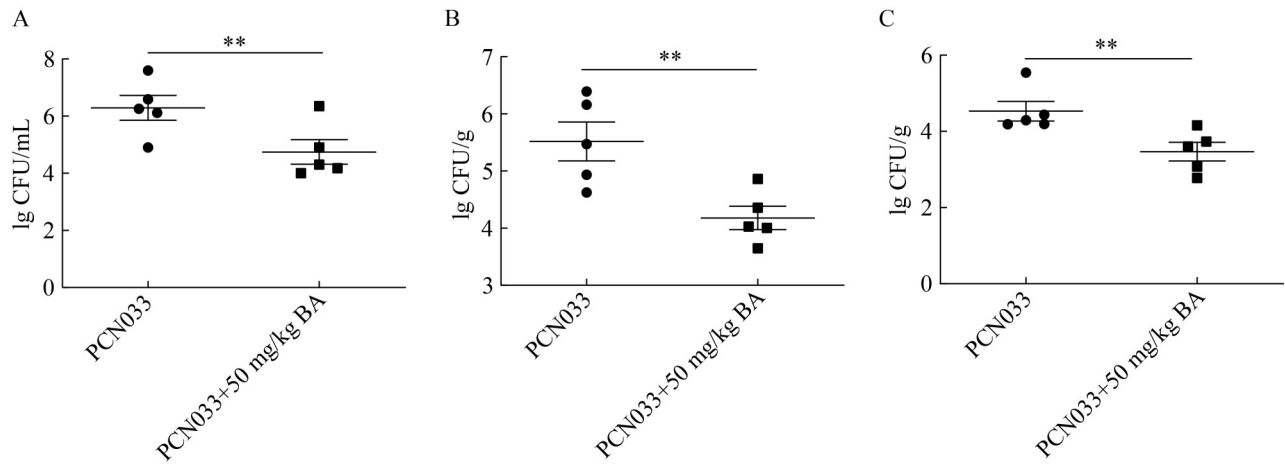 A
B
C
**
**
**
lg CFU/mL
8
6
4
2
0
PCN033
PCN033+50 mg/kg BA
lg CFU/g
7
6
5
4
3
PCN033
PCN033+50 mg/kg BA
lg CFU/g
6
4
2
0
PCN033
PCN033+50 mg/kg BA